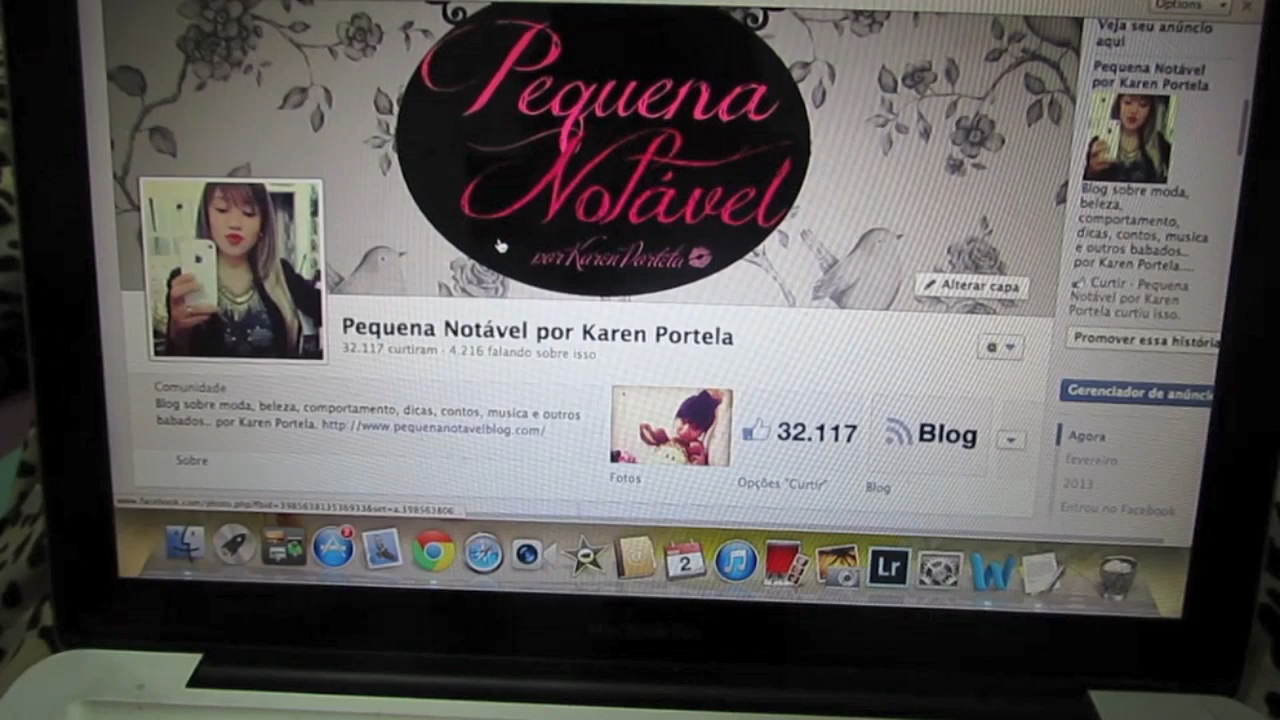 Options
Pequena
Notável
por Karen Portela
Alterar capa
Pequena Notável por Karen Portela
32.117 curtiram · 4.216 falando sobre isso
Comunidade
Blog sobre moda, beleza, comportamento, dicas, contos, musica e outros
babados.. por Karen Portela. http://www.pequenanotavelblog.com/
Sobre
Fotos
32.117
Opções "Curtir"
Blog
Blog
Veja seu anúncio
aqui
Pequena Notável
por Karen Portela
Blog sobre moda,
beleza,
comportamento,
dicas, contos, musica
e outros babados..
por Karen Portela....
Curtir · Pequena
Notável por Karen
Portela curtiu isso.
Promover essa história
Gerenciador de anúnci
Agora
fevereiro
2013
Entrou no Facebook
2
2
Lr
W